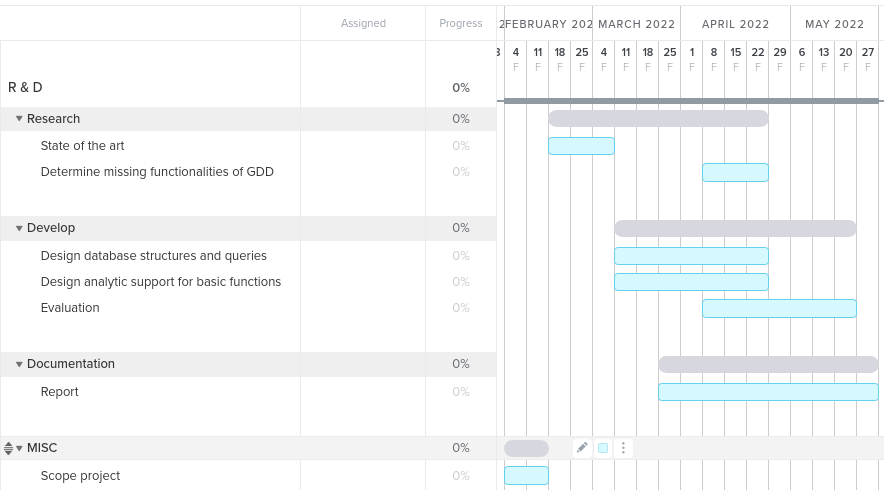 Assigned Progress 2 FEBRUARY 202 MARCH 2022 APRIL 2022 MAY 2022
4 11 18 25 4 11 18 25 1 8 15 22 29 6 13 20 27
F F F F F F F F F F F F F F F F F
R & D 0%
Research 0%
State of the art 0%
Determine missing functionalities of GDD 0%
Develop 0%
Design database structures and queries 0%
Design analytic support for basic functions 0%
Evaluation 0%
Documentation 0%
Report 0%
MISC 0%
Scope project 0%